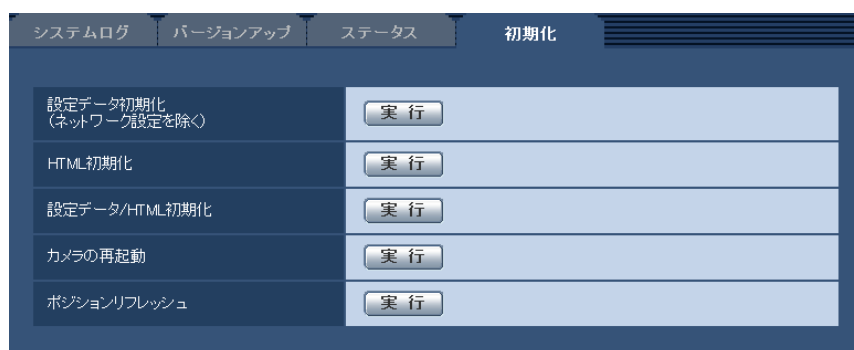 システムログ バージョンアップ ステータス 初期化
設定データ初期化
(ネットワーク設定を除く)
実 行
HTML初期化
実 行
設定データ/HTML初期化
実 行
カメラの再起動
実 行
ポジションリフレッシュ
実 行